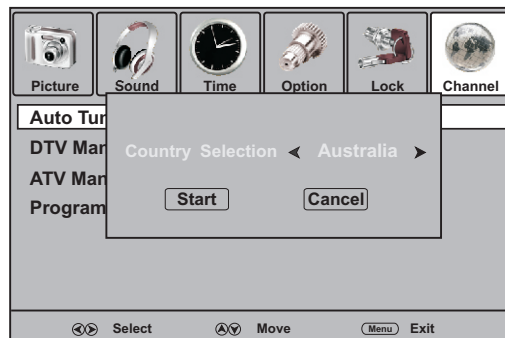 Picture Sound Time Option Lock Channel
Auto Tur
DTV Mar
ATV Man
Program
Country Selection Australia
Start Cancel
Select Move Menu Exit